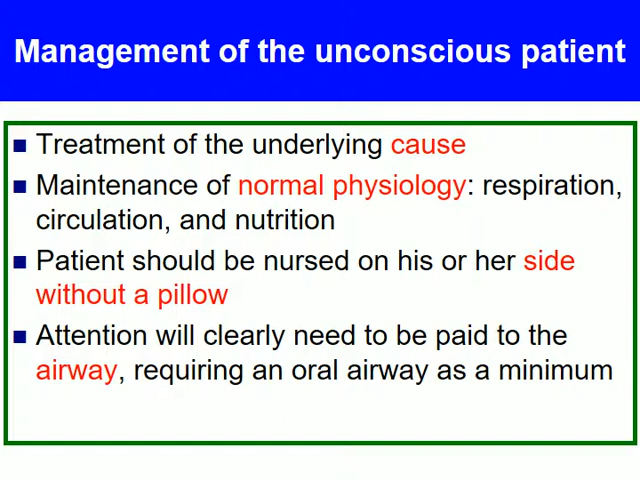 Management of the unconscious patient
Treatment of the underlying cause
Maintenance of normal physiology: respiration,
circulation, and nutrition
Patient should be nursed on his or her side
without a pillow
Attention will clearly need to be paid to the
airway, requiring an oral airway as a minimum